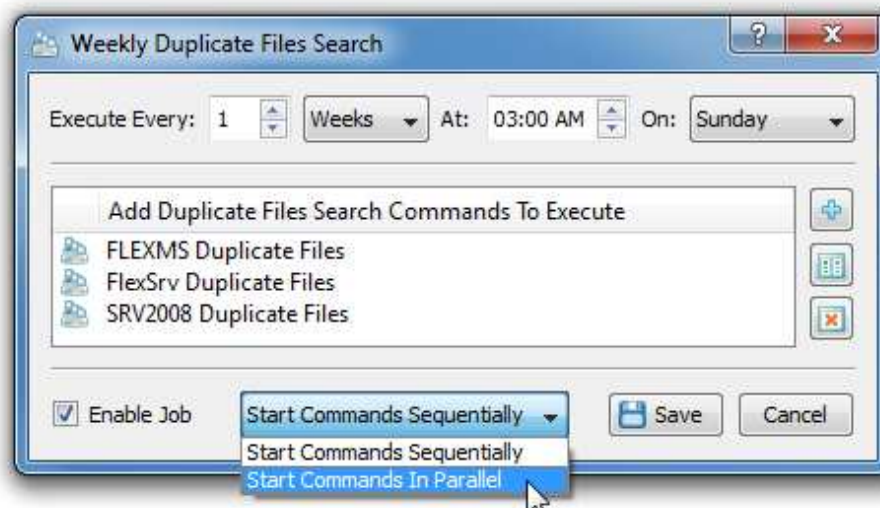 Weekly Duplicate Files Search
Execute Every: 1 Weeks At: 03:00 AM On: Sunday
Add Duplicate Files Search Commands To Execute
FLEXMS Duplicate Files
FlexSrv Duplicate Files
SRV2008 Duplicate Files
Enable Job Start Commands Sequentially Save Cancel
Start Commands Sequentially
Start Commands In Parallel